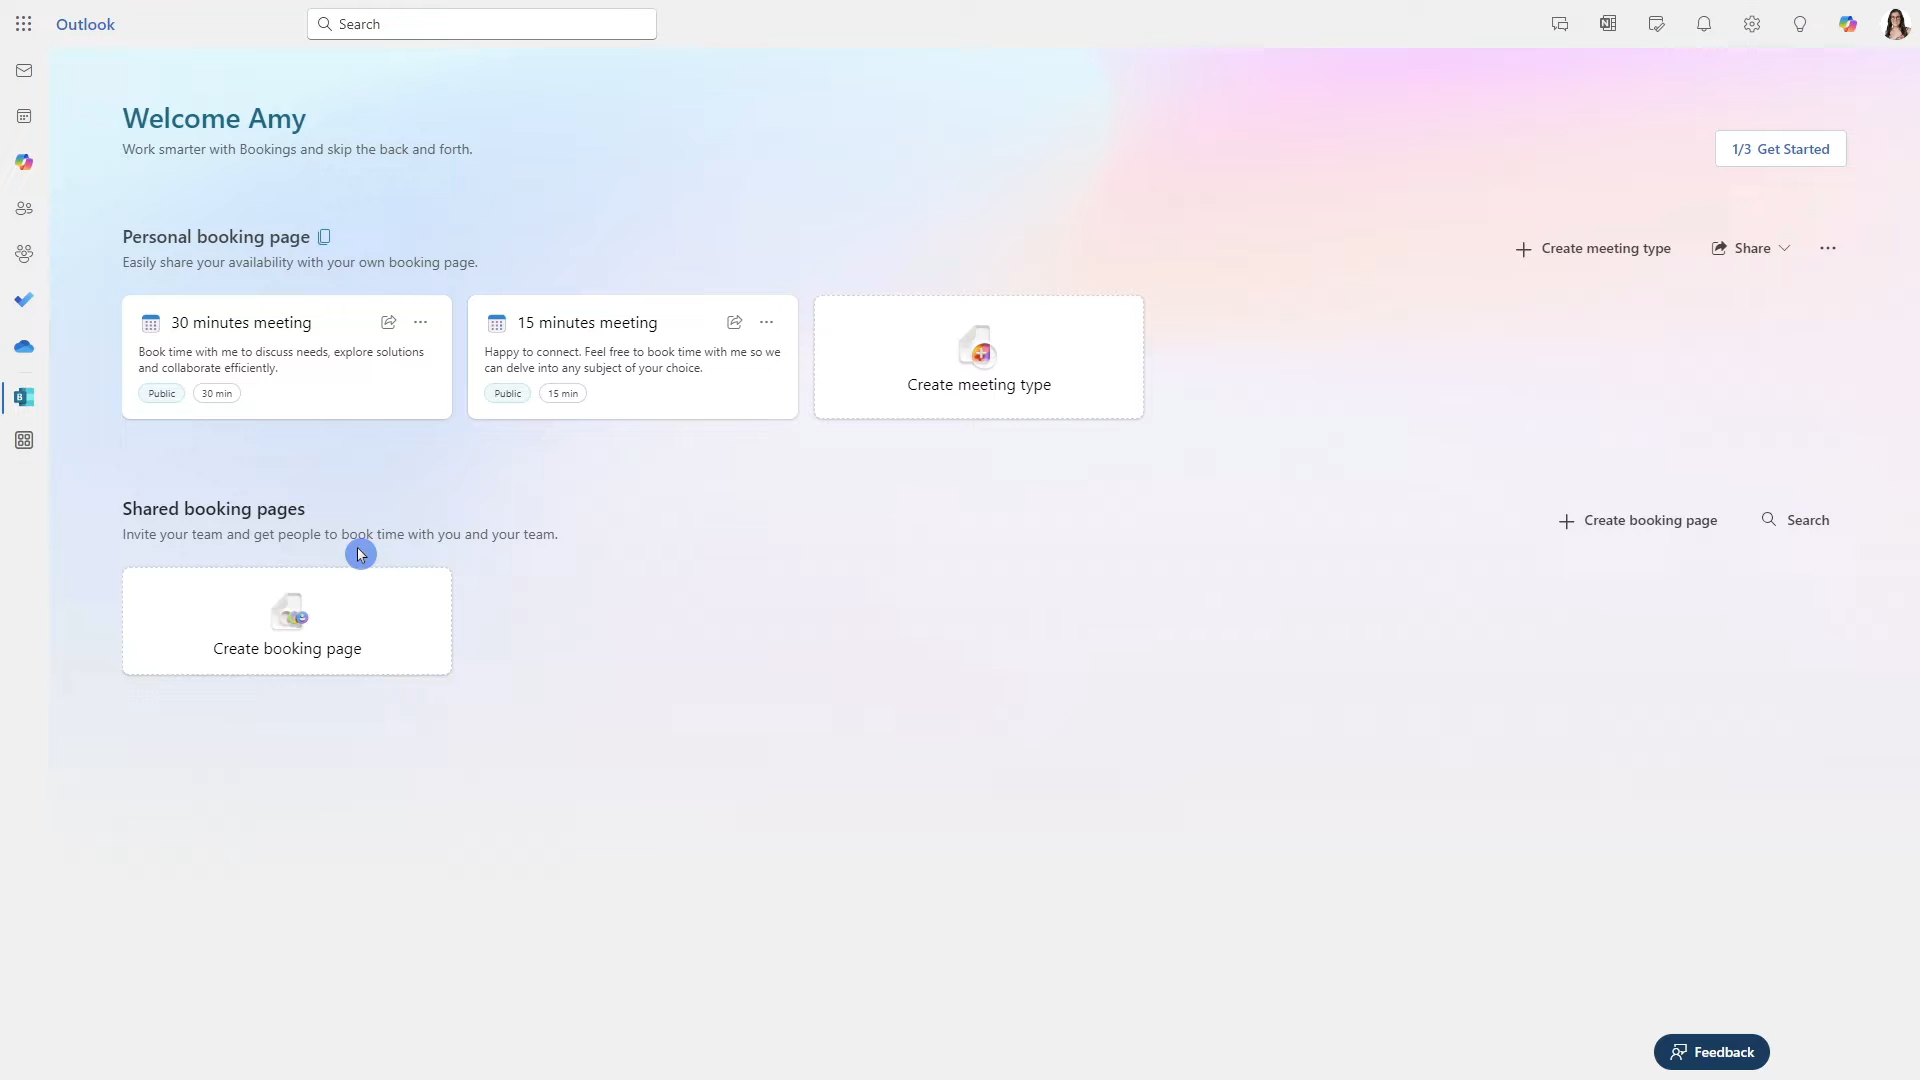 Outlook
Search
Welcome Amy
Work smarter with Bookings and skip the back and forth.
1/3 Get Started
Personal booking page
Easily share your availability with your own booking page.
Create meeting type
Share
30 minutes meeting
Book time with me to discuss needs, explore solutions
and collaborate efficiently.
Public
30 min
15 minutes meeting
Happy to connect. Feel free to book time with me so we
can delve into any subject of your choice.
Public
15 min
Create meeting type
Shared booking pages
Invite your team and get people to book time with you and your team.
Create booking page
Search
B
Create booking page
Feedback